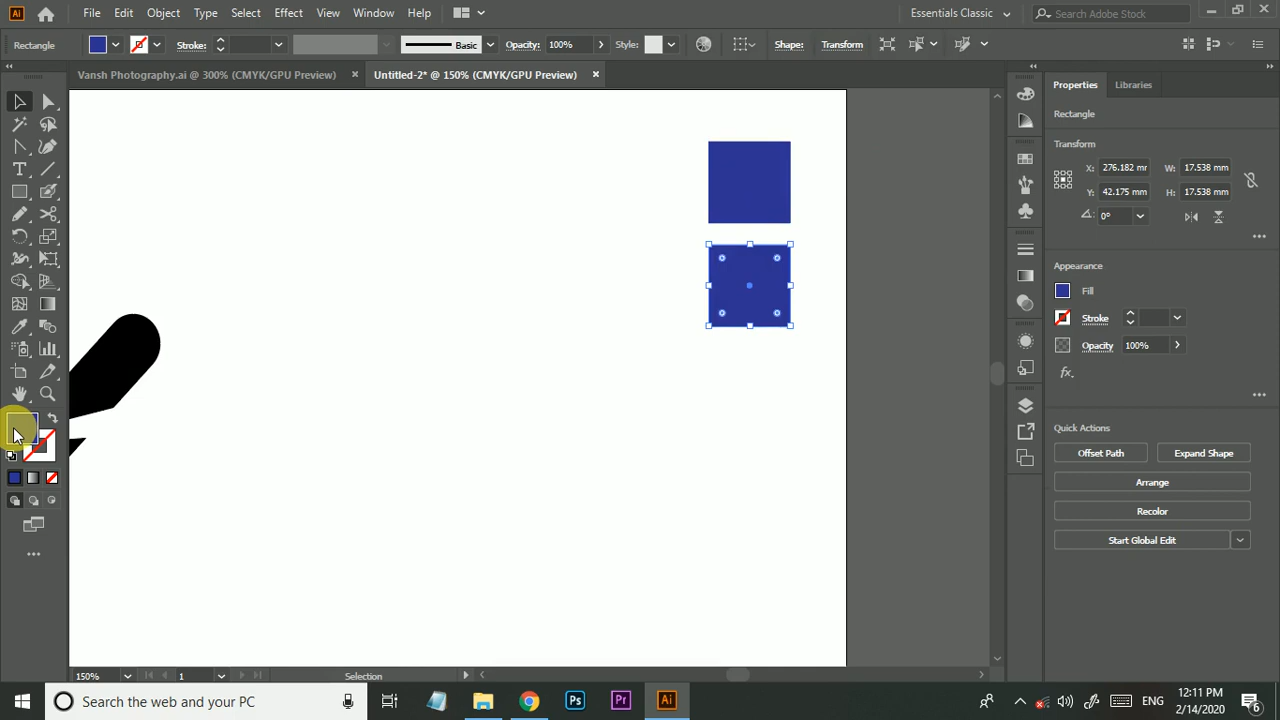 File Edit Object Type Select Effect View Window Help
Essentials Classic
Search Adobe Stock
Rectangle
Stroke:
Basic
Opacity: 100%
Style:
Shape:
Transform
Vansh Photography.ai @ 300% (CMYK/GPU Preview)
Untitled-2* @ 150% (CMYK/GPU Preview)
Properties
Libraries
Rectangle
Transform
X: 276.182 mr W: 17.538 mm
Y: 42.175 mm H: 17.538 mm
0°
Appearance
Fill
Stroke
Opacity 100%
fx.
Quick Actions
Offset Path
Expand Shape
Arrange
Recolor
Start Global Edit
150%
1
Selection
Search the web and your PC
Ps
Pr
Ai
ENG
12:11 PM
2/14/2020
6